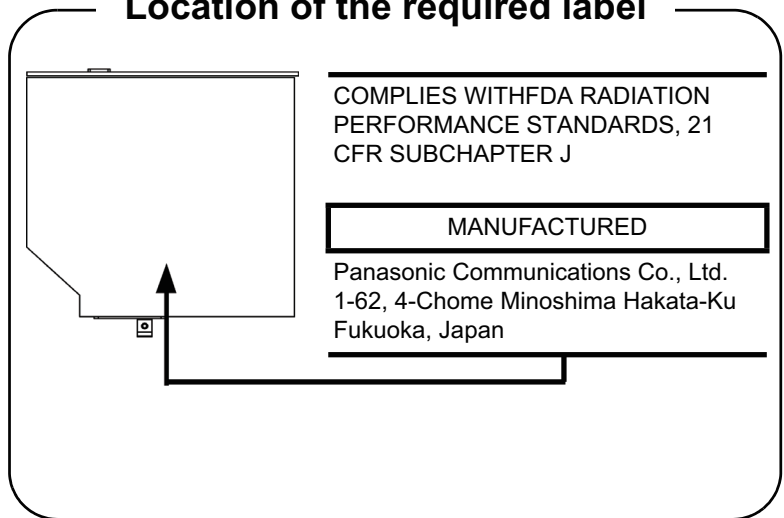 Location of the required label
COMPLIES WITHFDA RADIATION
PERFORMANCE STANDARDS, 21
CFR SUBCHAPTER J
MANUFACTURED
Panasonic Communications Co., Ltd.
1-62, 4-Chome Minoshima Hakata-Ku
Fukuoka, Japan